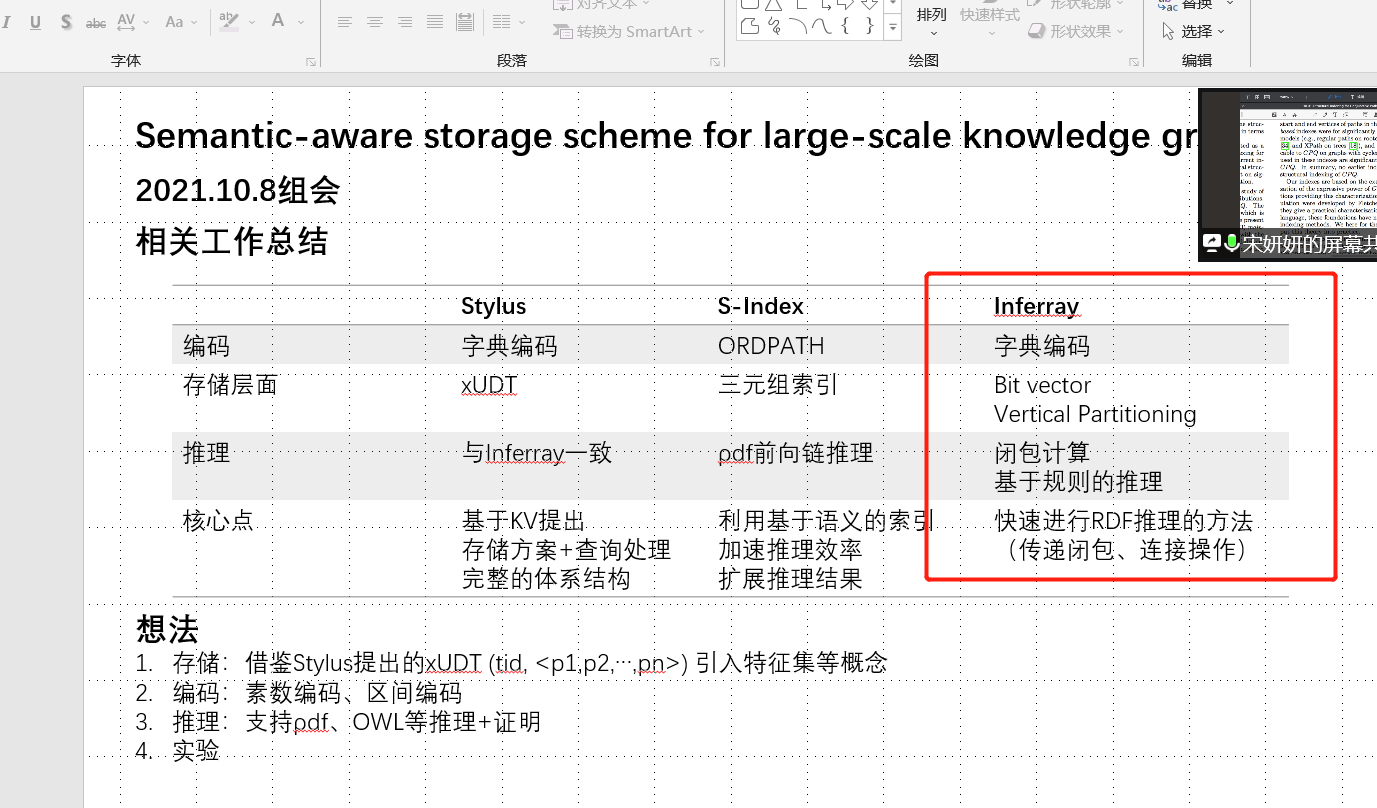 I U S abc AV Aa ab A
对齐文本
转换为 SmartArt
排列
快速样式
形状轮廓
形状效果
替换
选择
字体
段落
绘图
编辑
Semantic-aware storage scheme for large-scale knowledge gr
2021.10.8组会
相关工作总结
Stylus S-Index Inferray
编码 字典编码 ORDPATH 字典编码
存储层面 xUDT 三元组索引 Bit vector
Vertical Partitioning
推理 与Inferray一致 ρdf前向链推理 闭包计算
基于规则的推理
核心点 基于KV提出 利用基于语义的索引 快速进行RDF推理的方法
存储方案+查询处理 加速推理效率 （传递闭包、连接操作）
完整的体系结构 扩展推理结果
想法
1. 存储：借鉴Stylus提出的xUDT (tid, <p1,p2,…,pn>) 引入特征集等概念
2. 编码：素数编码、区间编码
3. 推理：支持ρdf、OWL等推理+证明
4. 实验
宋妍妍的屏幕共